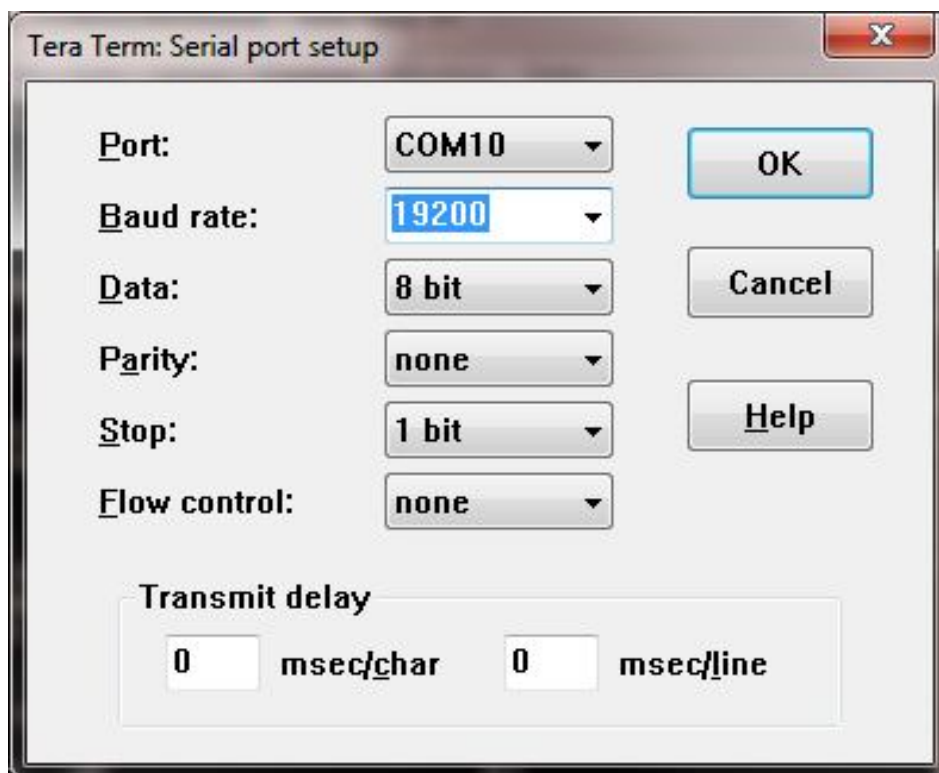 Tera Term: Serial port setup
Port: COM10
OK
Baud rate: 19200
Data: 8 bit
Cancel
Parity: none
Stop: 1 bit
Help
Flow control: none
Transmit delay
0 msec/char 0 msec/line